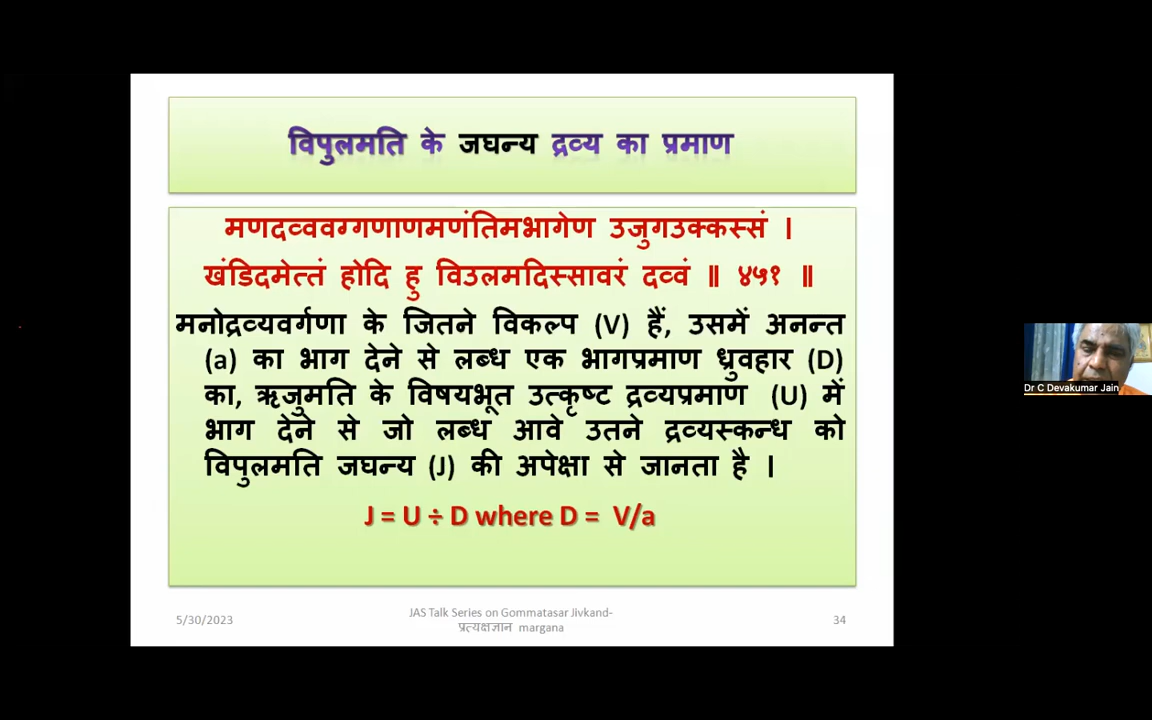 विपुलमति के जघन्य द्रव्य का प्रमाण
मणदव्ववग्गणाणमणंतिमभागेण उजुगउक्कस्सं ।
खंडिदमेत्तं होदि हु विउलमदिस्सावरं दव्वं ॥ ४५१ ॥
मनोद्रव्यवर्गणा के जितने विकल्प (V) हैं, उसमें अनन्त
(a) का भाग देने से लब्ध एक भागप्रमाण ध्रुवहार (D)
का, ऋजुमति के विषयभूत उत्कृष्ट द्रव्यप्रमाण (U) में
भाग देने से जो लब्ध आवे उतने द्रव्यस्कन्ध को
विपुलमति जघन्य (J) की अपेक्षा से जानता है ।
J = U ÷ D where D = V/a
5/30/2023
JAS Talk Series on Gommatasar Jivkand-
प्रत्यक्षज्ञान margana
34
Dr C Devakumar Jain